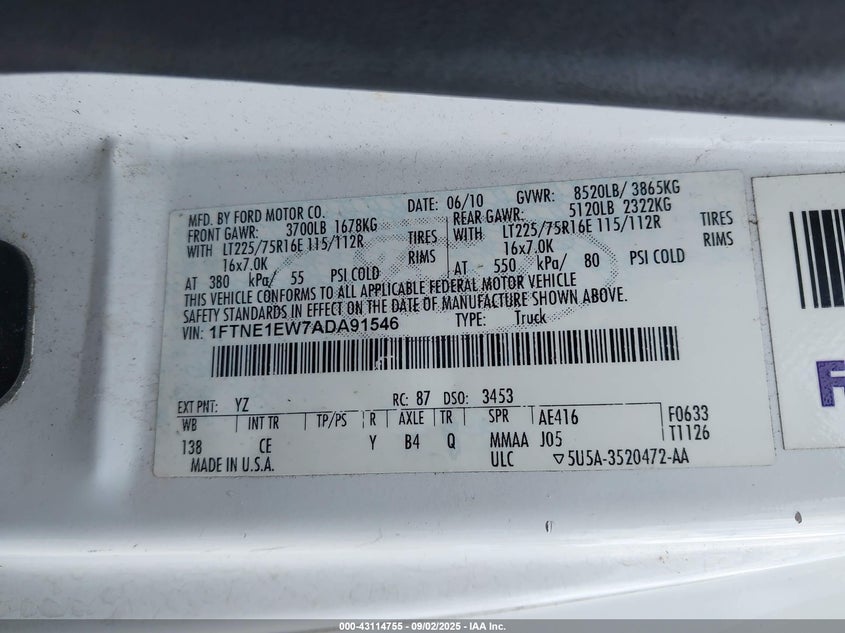 MFD. BY FORD MOTOR CO.
DATE: 06/10 GVWR: 8520LB/ 3865KG
FRONT GAWR: 3700LB 1678KG
REAR GAWR: 5120LB 2322KG
WITH LT225/75R16E 115/112R TIRES
WITH LT225/75R16E 115/112R TIRES
16x7.0K RIMS
16x7.0K RIMS
AT 380 kPa/ 55 PSI COLD
AT 550 kPa/ 80 PSI COLD
THIS VEHICLE CONFORMS TO ALL APPLICABLE FEDERAL MOTOR VEHICLE
SAFETY STANDARDS IN EFFECT ON THE DATE OF MANUFACTURE SHOWN ABOVE.
VIN: 1FTNE1EW7ADA91546 TYPE: Truck
EXT PNT: YZ RC: 87 DSO: 3453
WB INT TR TP/PS R AXLE TR SPR AE416 F0633
138 CE Y B4 Q MMAA J05 T1126
MADE IN U.S.A. ULC ▽5U5A-3520472-AA
000-43114755 - 09/02/2025 - IAA Inc.